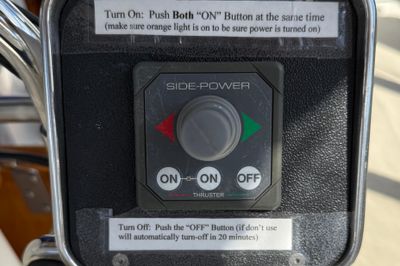 Turn On: Push Both “ON” Button at the same time
(make sure orange light is on to be sure power is turned on)
SIDE-POWER
ON ON OFF
THRUSTER
Turn Off: Push the “OFF” Button (if don't use
will automatically turn-off in 20 minutes)